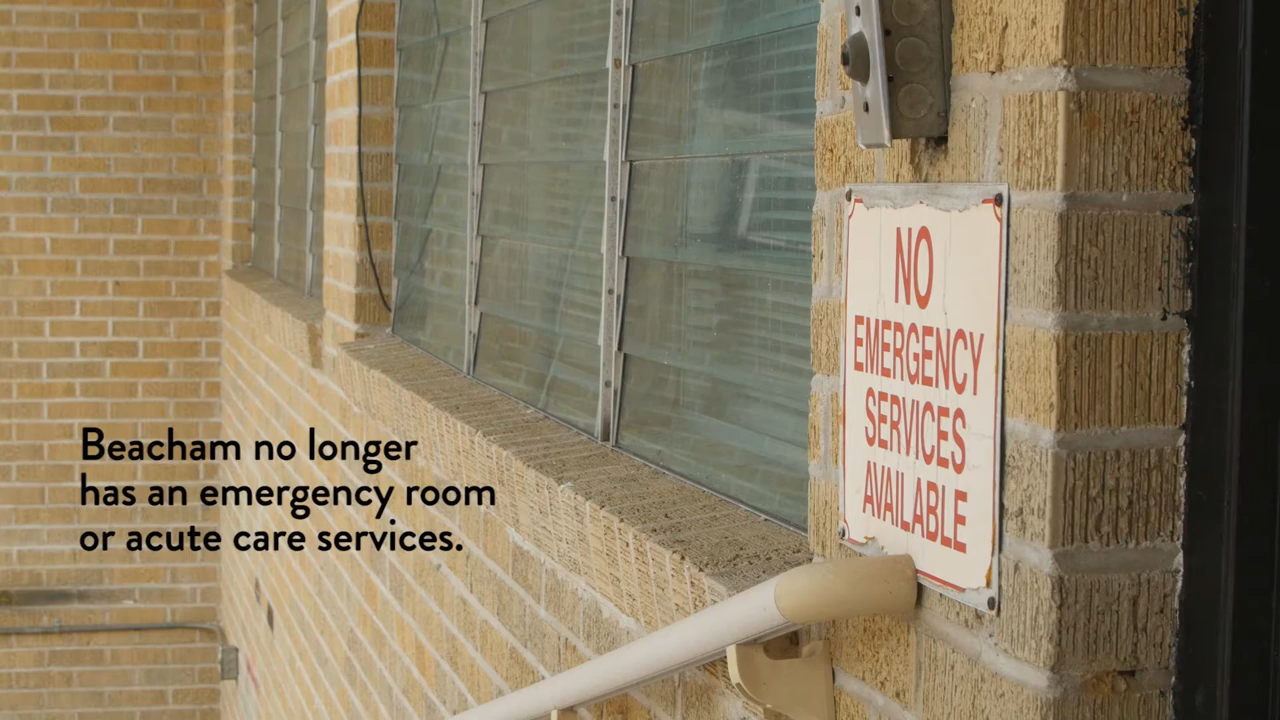 Beacham no longer
has an emergency room
or acute care services.
NO
EMERGENCY
SERVICES
AVAILABLE